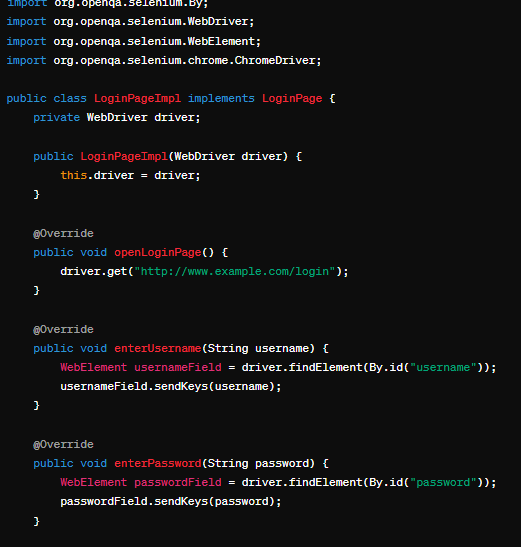 import org.openqa.selenium.By;
import org.openqa.selenium.WebDriver;
import org.openqa.selenium.WebElement;
import org.openqa.selenium.chrome.ChromeDriver;

public class LoginPageImpl implements LoginPage {
    private WebDriver driver;

    public LoginPageImpl(WebDriver driver) {
        this.driver = driver;
    }

    @Override
    public void openLoginPage() {
        driver.get("http://www.example.com/login");
    }

    @Override
    public void enterUsername(String username) {
        WebElement usernameField = driver.findElement(By.id("username"));
        usernameField.sendKeys(username);
    }

    @Override
    public void enterPassword(String password) {
        WebElement passwordField = driver.findElement(By.id("password"));
        passwordField.sendKeys(password);
    }